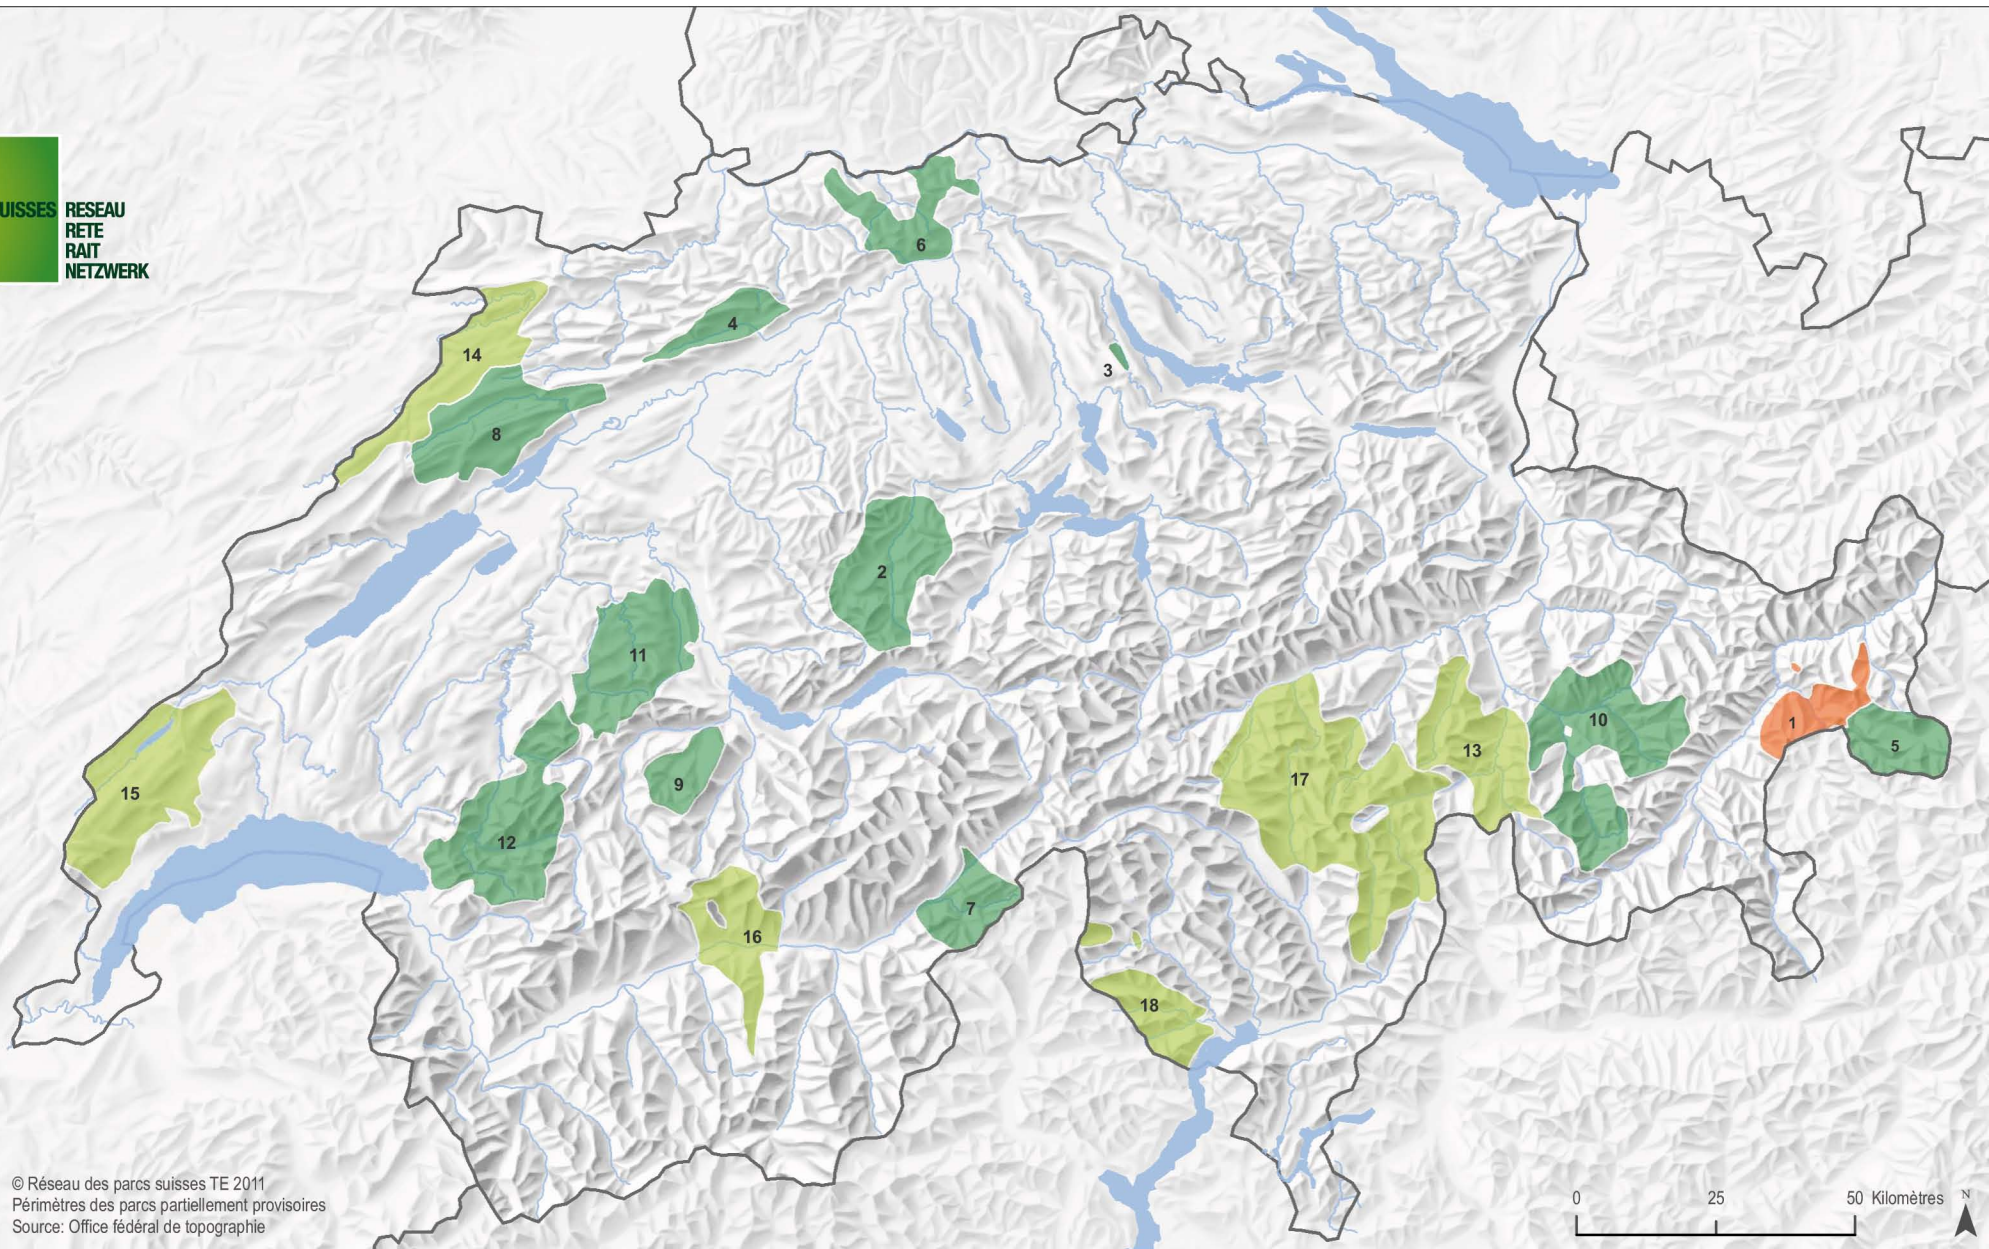 UISSES RESEAU
RETE
RAIT
NETZWERK
6
4
14
3
8
2
11
10
1
5
13
17
9
15
12
7
16
18
© Réseau des parcs suisses TE 2011
Périmètres des parcs partiellement provisoires
Source: Office fédéral de topographie
0 25 50 Kilomètres N